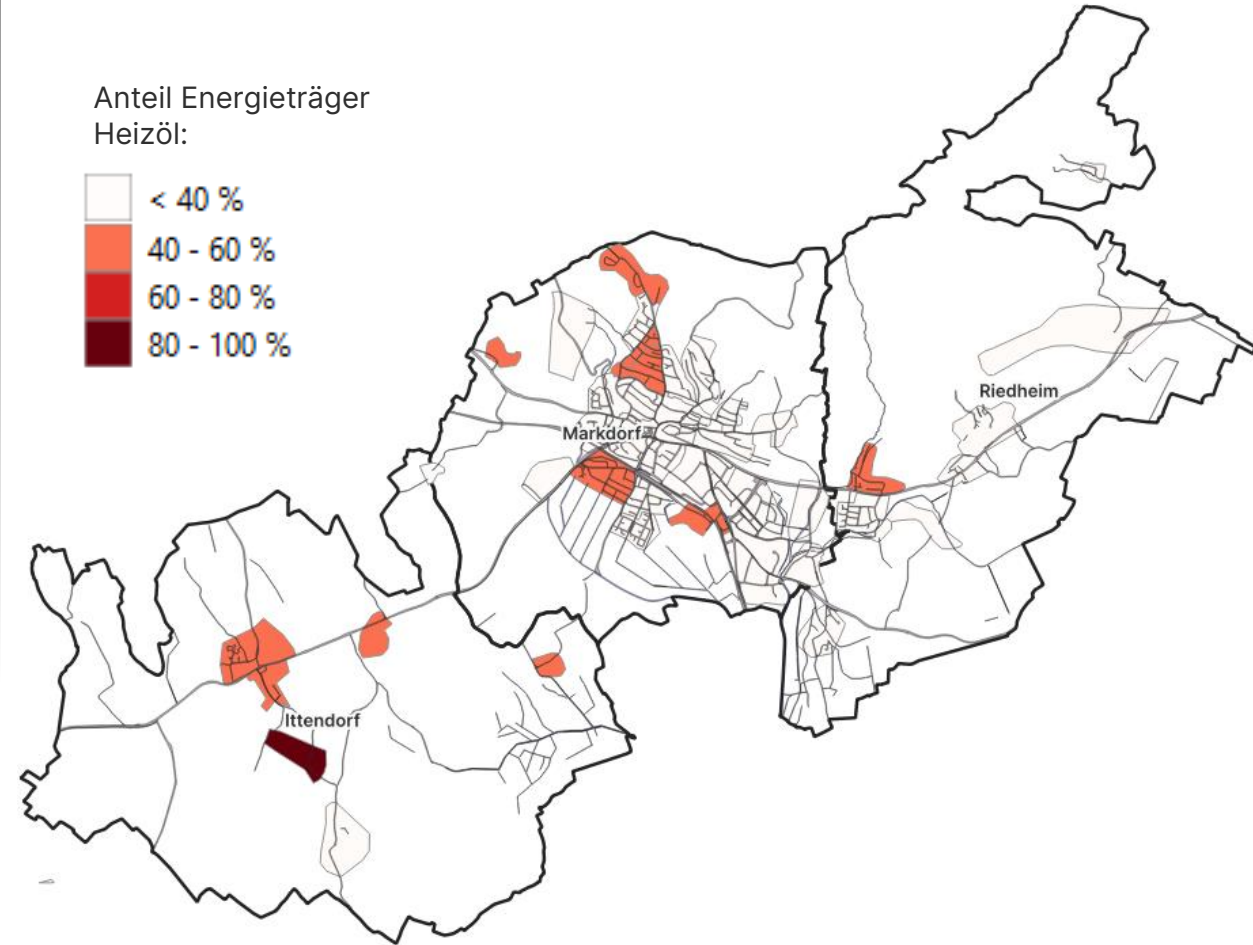 Anteil Energieträger
Heizöl:
< 40 %
40 - 60 %
60 - 80 %
80 - 100 %
Riedheim
Markdorf
Ittendorf